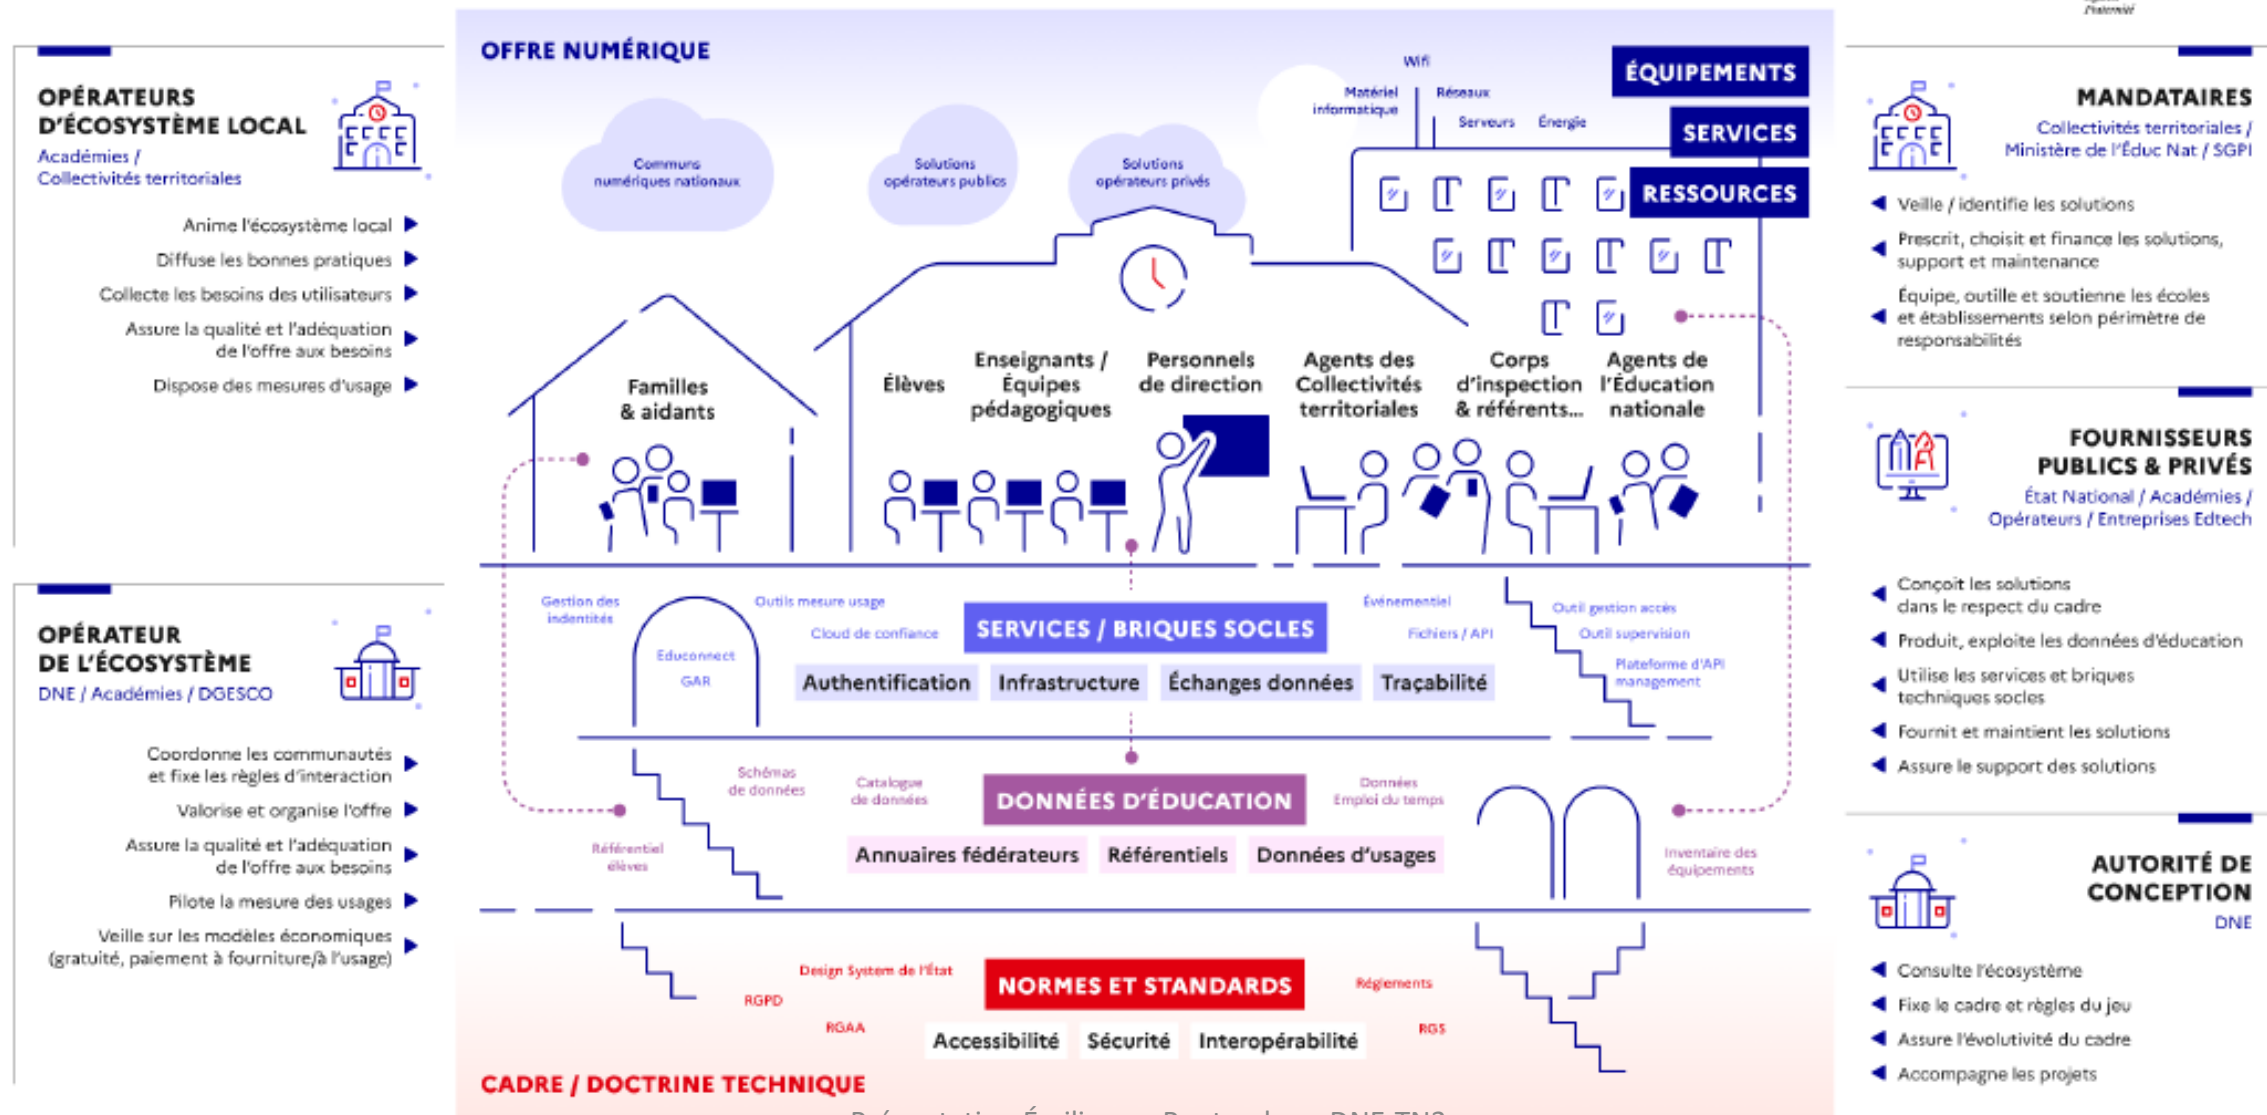 Fraternité
OPÉRATEURS
D'ÉCOSYSTÈME LOCAL
Académies /
Collectivités territoriales
Anime l'écosystème local
Diffuse les bonnes pratiques
Collecte les besoins des utilisateurs
Assure la qualité et l'adéquation
de l'offre aux besoins
Dispose des mesures d'usage
OPÉRATEUR
DE L'ÉCOSYSTÈME
DNE / Académies / DGESCO
Coordonne les communautés
et fixe les règles d'interaction
Valorise et organise l'offre
Assure la qualité et l'adéquation
de l'offre aux besoins
Pilote la mesure des usages
Veille sur les modèles économiques
(gratuité, paiement à fourniture/à l'usage)
OFFRE NUMÉRIQUE
Communs
numériques nationaux
Solutions
opérateurs publics
Solutions
opérateurs privés
Wifi
Matériel
informatique
Réseaux
Serveurs
Énergie
ÉQUIPEMENTS
SERVICES
RESSOURCES
Familles
& aidants
Élèves
Enseignants /
Équipes
pédagogiques
Personnels
de direction
Agents des
Collectivités
territoriales
Corps
d'inspection
& référents...
Agents de
l'Éducation
nationale
Gestion des
indentités
Outils mesure usage
Cloud de confiance
Educonnect
GAR
SERVICES / BRIQUES SOCLES
Événementiel
Fichiers / API
Outil gestion accès
Outil supervision
Plateforme d'API
management
Authentification
Infrastructure
Échanges données
Traçabilité
Schémas
de données
Catalogue
de données
DONNÉES D'ÉDUCATION
Données
Emploi du temps
Référentiel
élèves
Annuaires fédérateurs
Référentiels
Données d'usages
Inventaire des
équipements
Design System de l'État
RGPD
RGAA
NORMES ET STANDARDS
Réglements
RGS
Accessibilité
Sécurité
Interopérabilité
CADRE / DOCTRINE TECHNIQUE
MANDATAIRES
Collectivités territoriales /
Ministère de l'Éduc Nat / SGPI
Veille / identifie les solutions
Prescrit, choisit et finance les solutions,
support et maintenance
Équipe, outille et soutienne les écoles
et établissements selon périmètre de
responsabilités
FOURNISSEURS
PUBLICS & PRIVÉS
État National / Académies /
Opérateurs / Entreprises Edtech
Conçoit les solutions
dans le respect du cadre
Produit, exploite les données d'éducation
Utilise les services et briques
techniques socles
Fournit et maintient les solutions
Assure le support des solutions
AUTORITÉ DE
CONCEPTION
DNE
Consulte l'écosystème
Fixe le cadre et règles du jeu
Assure l'évolutivité du cadre
Accompagne les projets